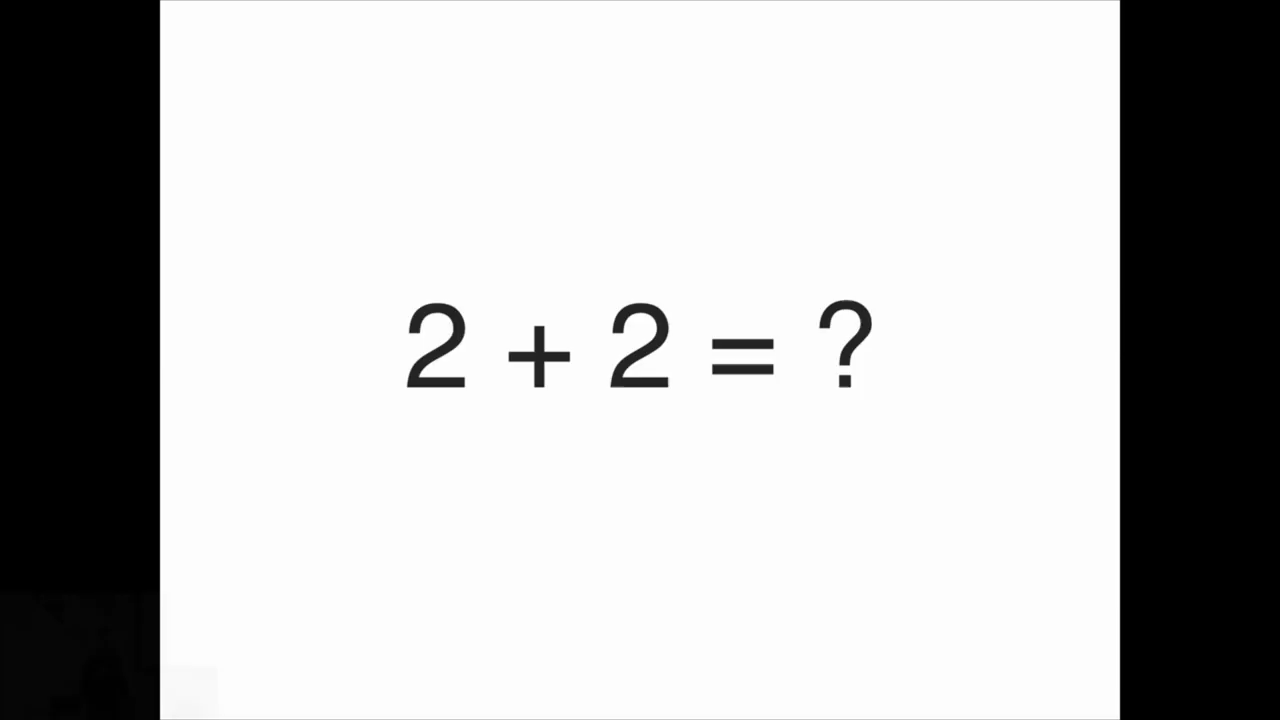 2 + 2 = ?